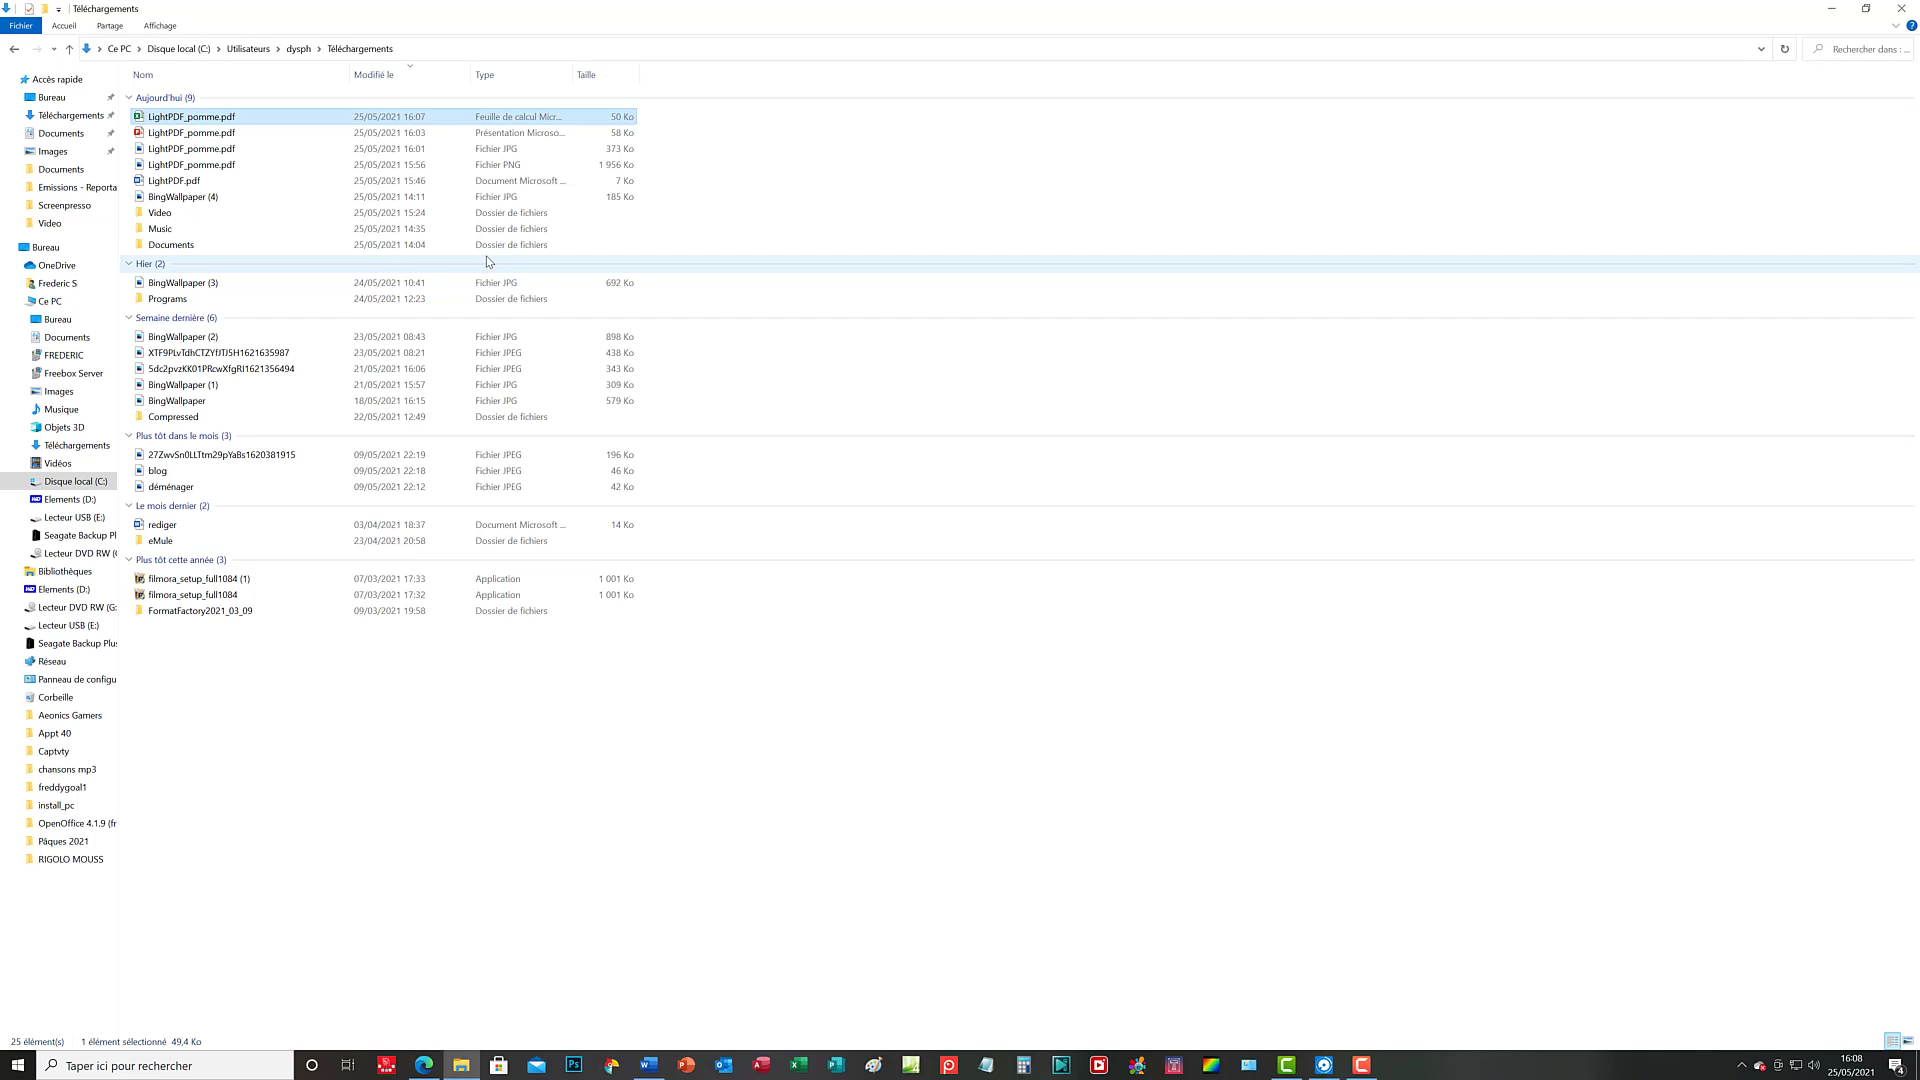 Téléchargements
Fichier Accueil Partage Affichage
Ce PC Disque local (C:) Utilisateurs dysph Téléchargements Rechercher dans : ...
Nom Modifié le Type Taille
Aujourd'hui (9)
LightPDF_pomme.pdf 25/05/2021 16:07 Feuille de calcul Micr... 50 Ko
LightPDF_pomme.pdf 25/05/2021 16:03 Présentation Microso... 58 Ko
LightPDF_pomme.pdf 25/05/2021 16:01 Fichier JPG 373 Ko
LightPDF_pomme.pdf 25/05/2021 15:56 Fichier PNG 1 956 Ko
LightPDF.pdf 25/05/2021 15:46 Document Microsoft ... 7 Ko
BingWallpaper (4) 25/05/2021 14:11 Fichier JPG 185 Ko
Video 25/05/2021 15:24 Dossier de fichiers
Music 25/05/2021 14:35 Dossier de fichiers
Documents 25/05/2021 14:04 Dossier de fichiers
Hier (2)
BingWallpaper (3) 24/05/2021 10:41 Fichier JPG 692 Ko
Programs 24/05/2021 12:23 Dossier de fichiers
Semaine dernière (6)
BingWallpaper (2) 23/05/2021 08:43 Fichier JPG 898 Ko
XTF9PLvTdhCTZYfJTJ5H1621635987 23/05/2021 08:21 Fichier JPEG 438 Ko
5dc2pvzKK01PRcwXfgRI1621356494 21/05/2021 16:06 Fichier JPEG 343 Ko
BingWallpaper (1) 21/05/2021 15:57 Fichier JPG 309 Ko
BingWallpaper 18/05/2021 16:15 Fichier JPG 579 Ko
Compressed 22/05/2021 12:49 Dossier de fichiers
Plus tôt dans le mois (3)
27ZwvSn0LLTtm29pYaBs1620381915 09/05/2021 22:19 Fichier JPEG 196 Ko
blog 09/05/2021 22:18 Fichier JPEG 46 Ko
déménager 09/05/2021 22:12 Fichier JPEG 42 Ko
Le mois dernier (2)
rediger 03/04/2021 18:37 Document Microsoft ... 14 Ko
eMule 23/04/2021 20:58 Dossier de fichiers
Plus tôt cette année (3)
filmora_setup_full1084 (1) 07/03/2021 17:33 Application 1 001 Ko
filmora_setup_full1084 07/03/2021 17:32 Application 1 001 Ko
FormatFactory2021_03_09 09/03/2021 19:58 Dossier de fichiers
Accès rapide
Bureau
Téléchargements
Documents
Images
Documents
Emissions - Reporta
Screenpresso
Video
Bureau
OneDrive
Frederic S
Ce PC
Bureau
Documents
FREDERIC
Freebox Server
Images
Musique
Objets 3D
Téléchargements
Vidéos
Disque local (C:)
Elements (D:)
Lecteur USB (E:)
Seagate Backup Pl
Lecteur DVD RW (
Bibliothèques
Elements (D:)
Lecteur DVD RW (G:
Lecteur USB (E:)
Seagate Backup Plus
Réseau
Panneau de configu
Corbeille
Aeonics Gamers
Appt 40
Captvty
chansons mp3
freddygoal1
install_pc
OpenOffice 4.1.9 (fr
Pâques 2021
RIGOLO MOUSS
25 élément(s) 1 élément sélectionné 49,4 Ko
Taper ici pour rechercher
16:08
25/05/2021